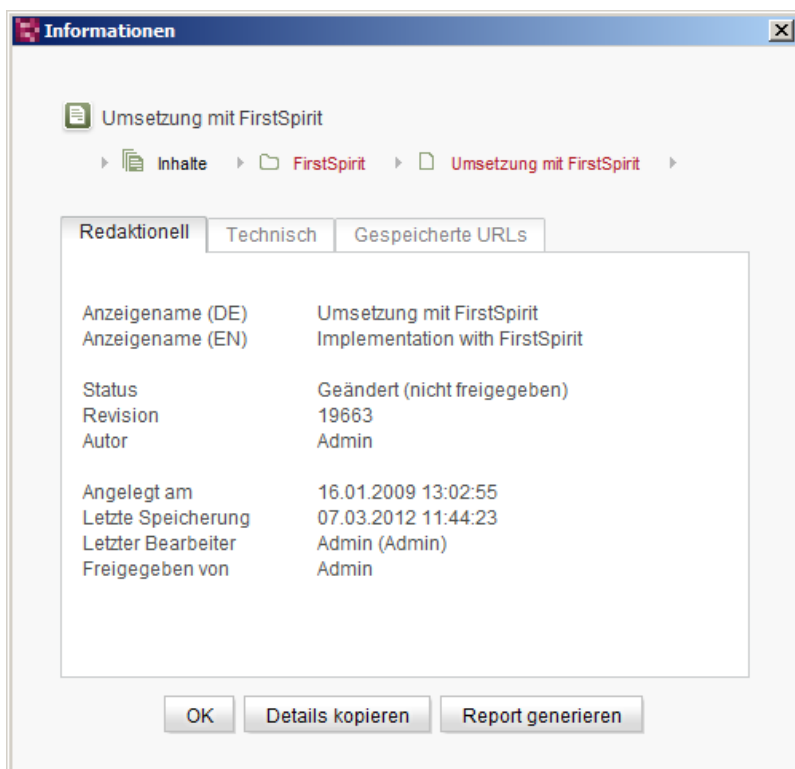 Informationen
Umsetzung mit FirstSpirit
Inhalte FirstSpirit Umsetzung mit FirstSpirit
Redaktionell Technisch Gespeicherte URLs
Anzeigename (DE) Umsetzung mit FirstSpirit
Anzeigename (EN) Implementation with FirstSpirit
Status Geändert (nicht freigegeben)
Revision 19663
Autor Admin
Angelegt am 16.01.2009 13:02:55
Letzte Speicherung 07.03.2012 11:44:23
Letzter Bearbeiter Admin (Admin)
Freigegeben von Admin
OK Details kopieren Report generieren